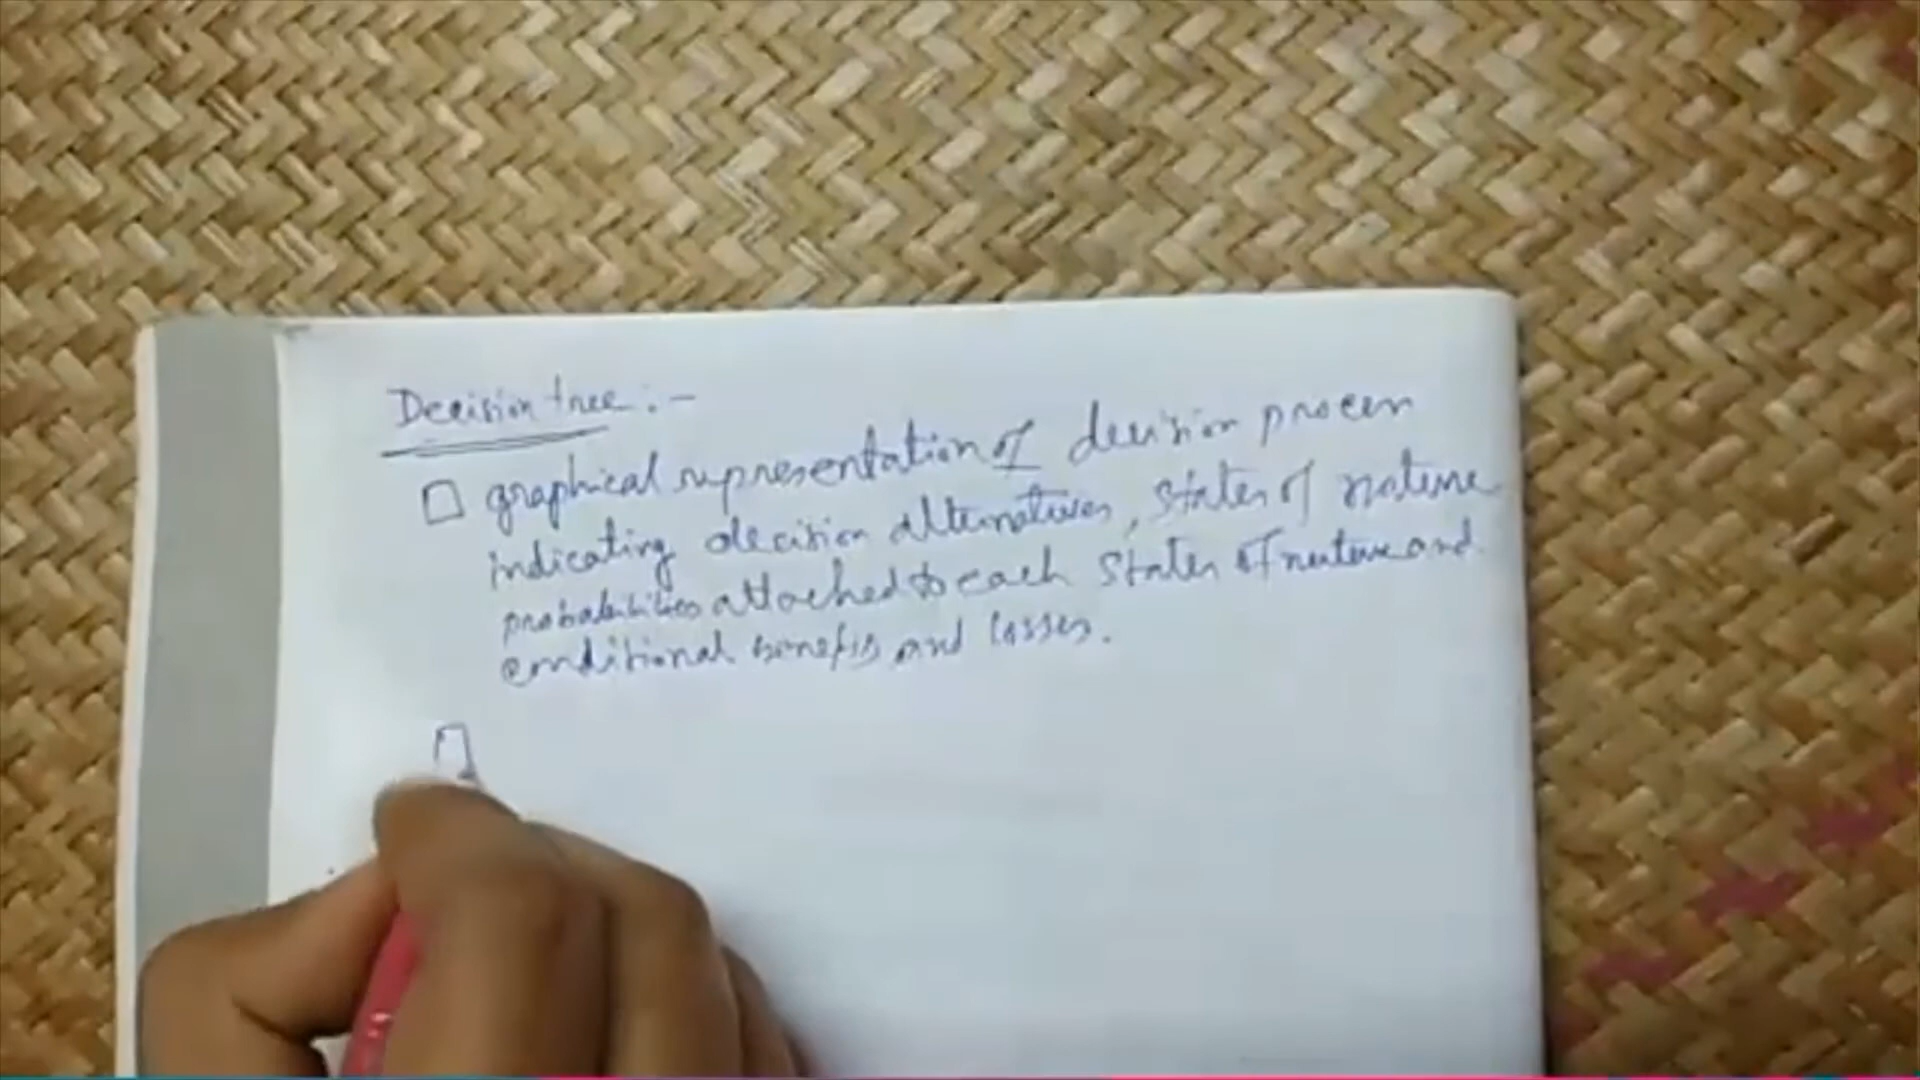 Decision tree :-
graphical representation of decision process
indicating decision alternatives, states of nature
probabilities attached to each states of nature and
conditional benefits and losses.